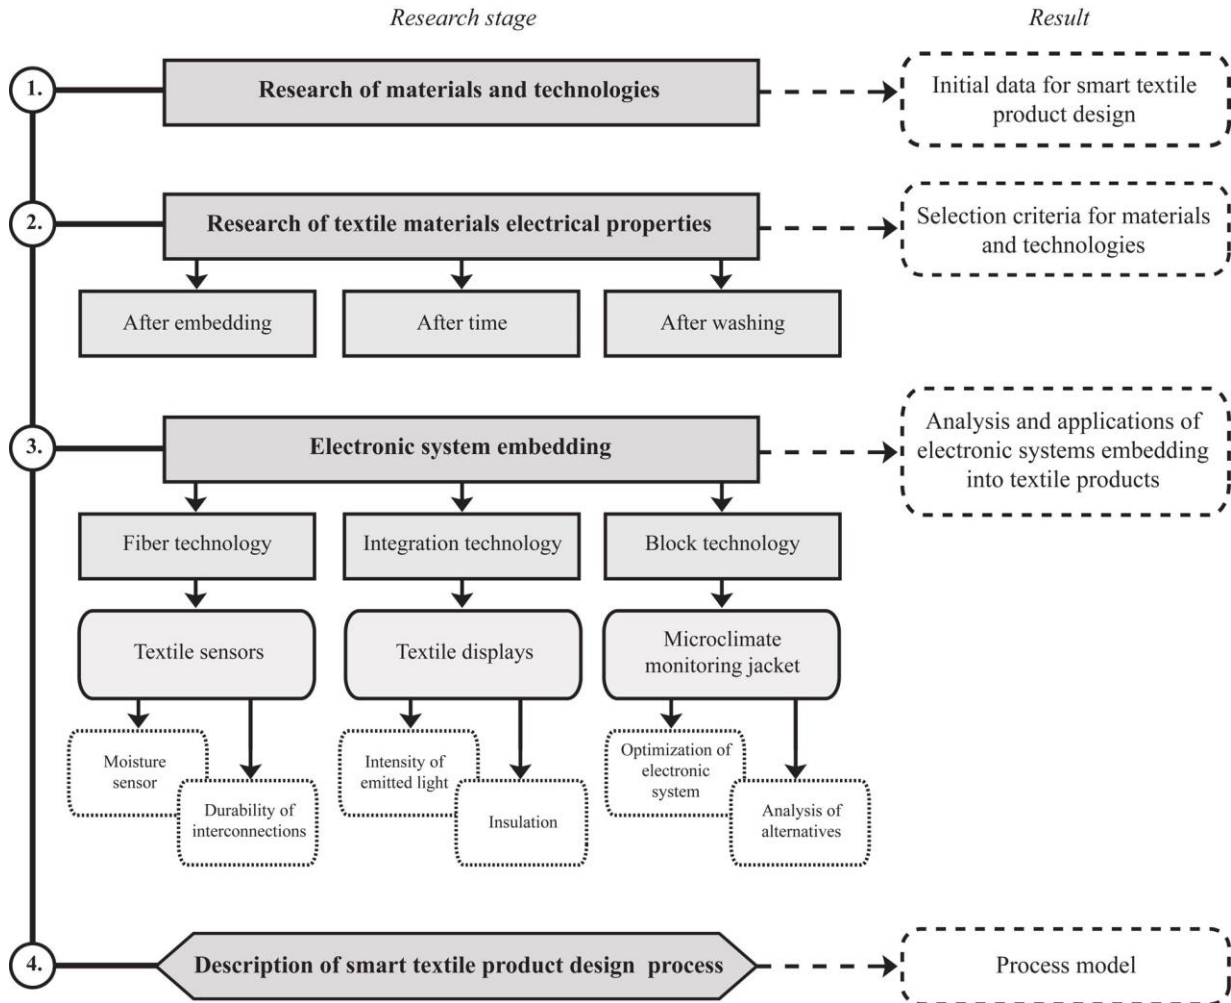 Research stage
Result
1.
Research of materials and technologies
Initial data for smart textile
product design
2.
Research of textile materials electrical properties
Selection criteria for materials
and technologies
After embedding
After time
After washing
3.
Electronic system embedding
Analysis and applications of
electronic systems embedding
into textile products
Fiber technology
Integration technology
Block technology
Textile sensors
Textile displays
Microclimate
monitoring jacket
Moisture
sensor
Durability of
interconnections
Intensity of
emitted light
Insulation
Optimization of
electronic
system
Analysis of
alternatives
4.
Description of smart textile product design process
Process model